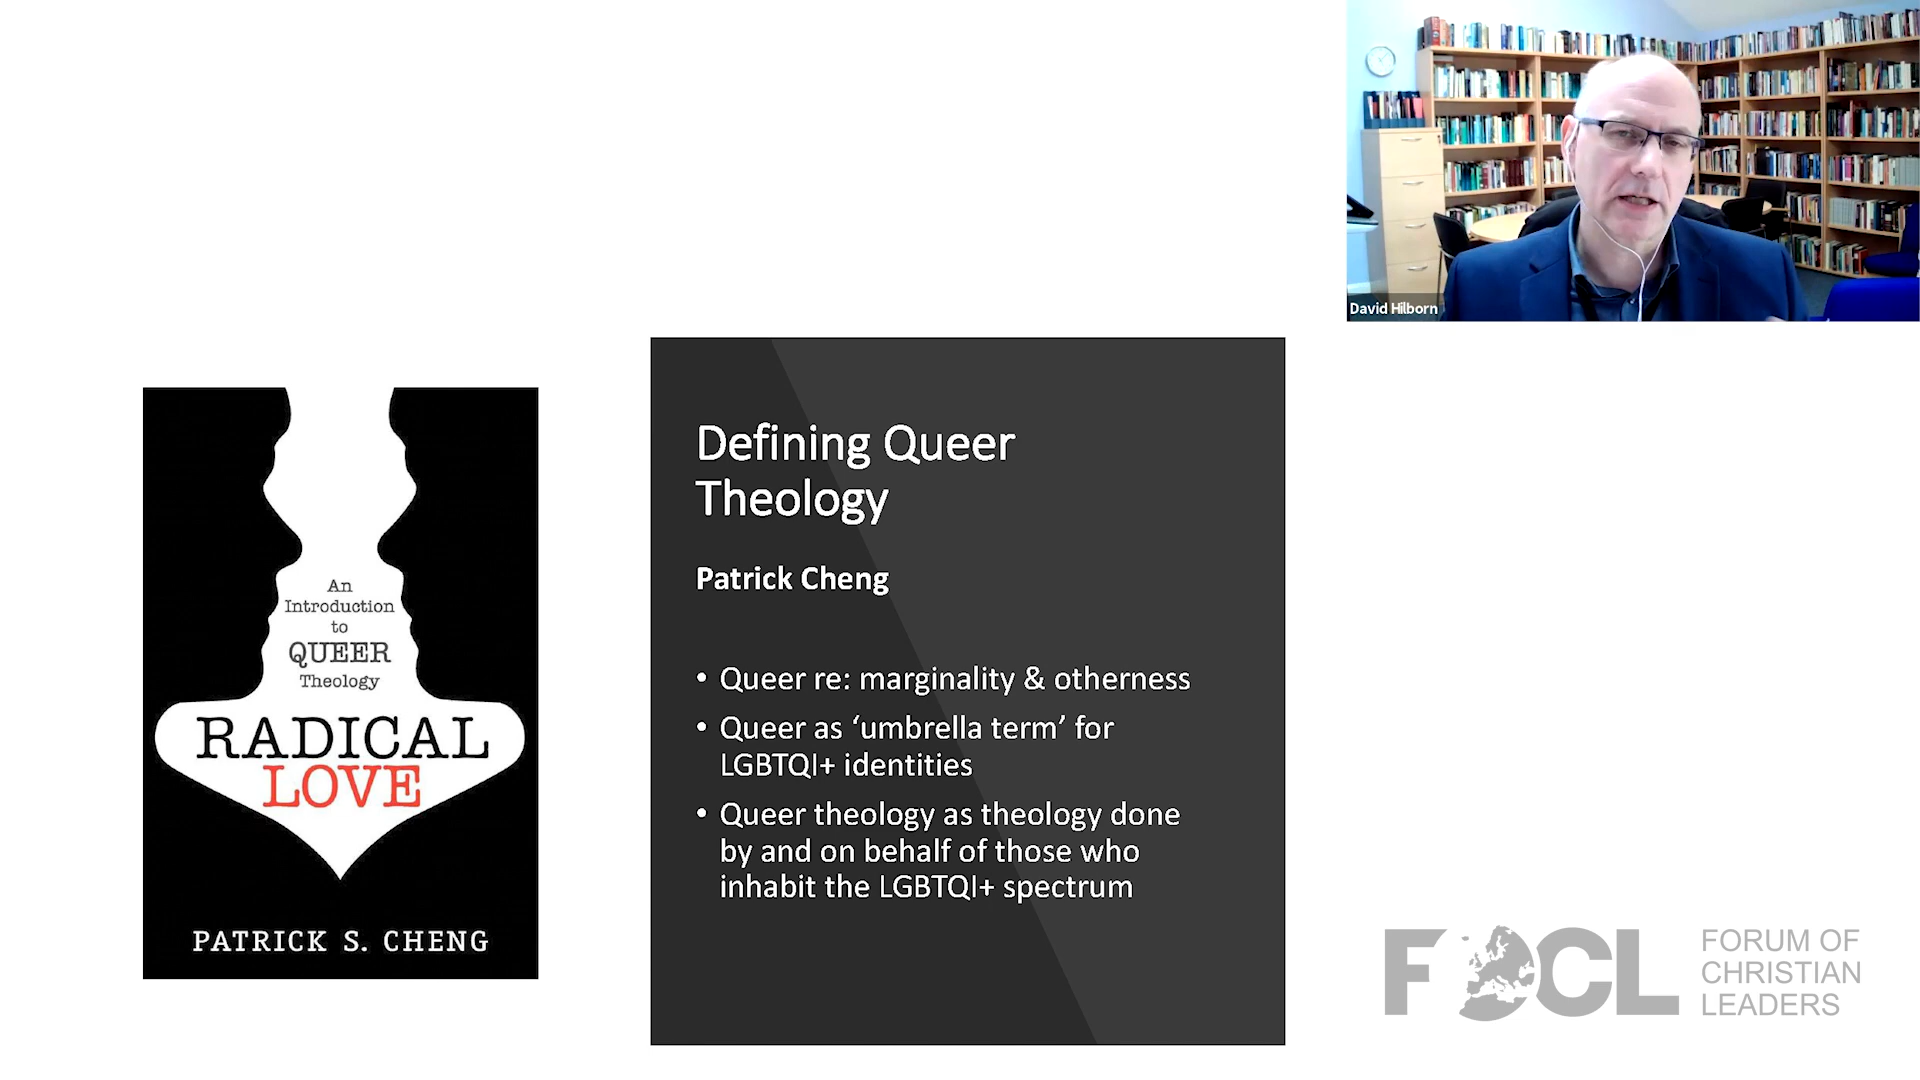 David Hilborn
An
Introduction
to
QUEER
Theology
RADICAL
LOVE
PATRICK S. CHENG
Defining Queer
Theology
Patrick Cheng
• Queer re: marginality & otherness
• Queer as ‘umbrella term’ for
LGBTQI+ identities
• Queer theology as theology done
by and on behalf of those who
inhabit the LGBTQI+ spectrum
FOCL
FORUM OF
CHRISTIAN
LEADERS